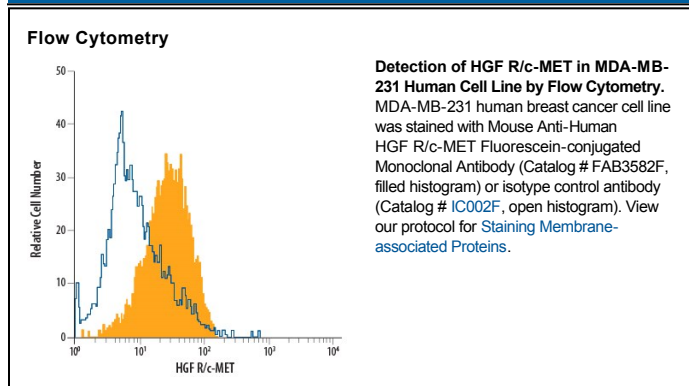 Flow Cytometry
50
40
30
20
10
0
Relative Cell Number
10⁰ 10¹ 10² 10³ 10⁴
HGF R/c-MET
Detection of HGF R/c-MET in MDA-MB-
231 Human Cell Line by Flow Cytometry.
MDA-MB-231 human breast cancer cell line
was stained with Mouse Anti-Human
HGF R/c-MET Fluorescein-conjugated
Monoclonal Antibody (Catalog # FAB3582F,
filled histogram) or isotype control antibody
(Catalog # IC002F, open histogram). View
our protocol for Staining Membrane-
associated Proteins.